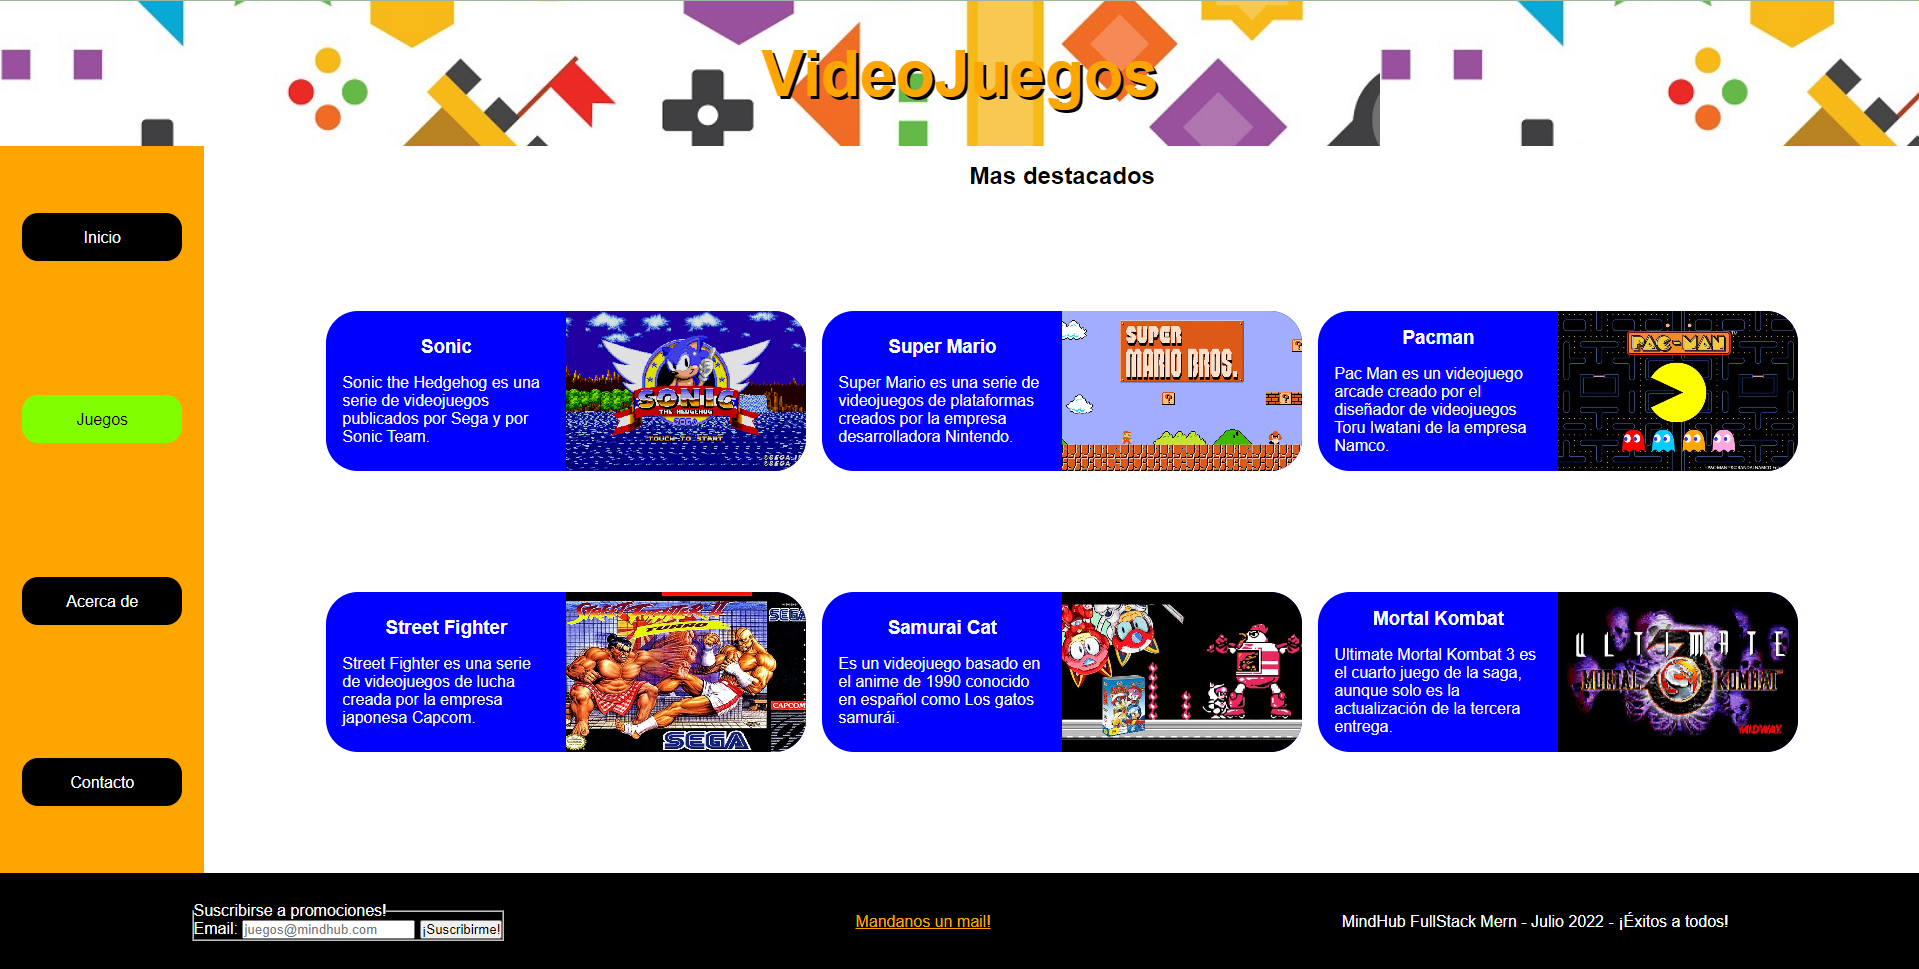 VideoJuegos
Mas destacados
Inicio
Juegos
Acerca de
Contacto
Sonic
Sonic the Hedgehog es una
serie de videojuegos
publicados por Sega y por
Sonic Team.
SONIC
THE HEDGEHOG
SEGA
TOUCH TO START
Super Mario
Super Mario es una serie de
videojuegos de plataformas
creados por la empresa
desarrolladora Nintendo.
SUPER
MARIO BROS.
Pacman
Pac Man es un videojuego
arcade creado por el
diseñador de videojuegos
Toru Iwatani de la empresa
Namco.
PAC-MAN
Street Fighter
Street Fighter es una serie
de videojuegos de lucha
creada por la empresa
japonesa Capcom.
STREET FIGHTER II
TURBO
SEGA
CAPCOM
SEGA
Samurai Cat
Es un videojuego basado en
el anime de 1990 conocido
en español como Los gatos
samurái.
Mortal Kombat
Ultimate Mortal Kombat 3 es
el cuarto juego de la saga,
aunque solo es la
actualización de la tercera
entrega.
ULTIMATE
MORTAL KOMBAT
MIDWAY
Suscribirse a promociones!
Email: juegos@mindhub.com ¡Suscribirme!
Mandanos un mail!
MindHub FullStack Mern - Julio 2022 - ¡Éxitos a todos!